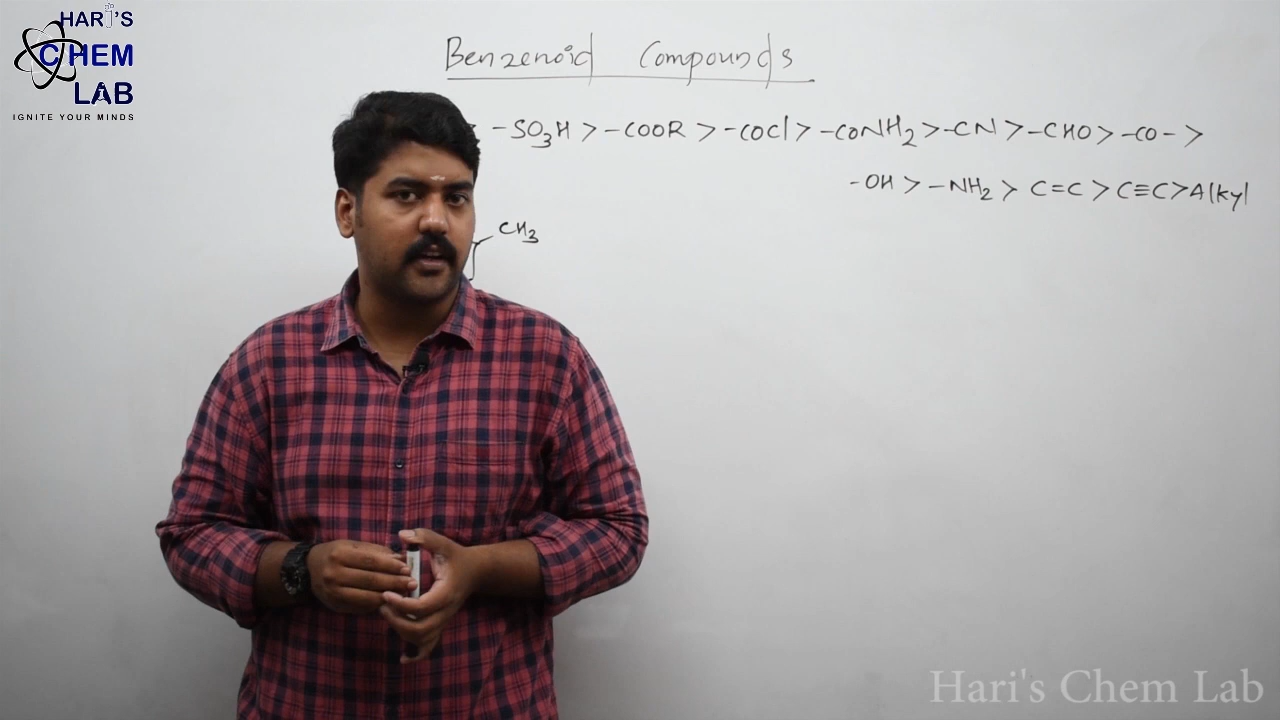 HARI'S
CHEM
LAB
IGNITE YOUR MINDS
Benzenoid Compounds
-SO3H > -COOR > -COCl > -CONH2 > -CN > -CHO > -CO- >
-OH > -NH2 > C=C > C≡C > Alkyl
CH3
Hari's Chem Lab